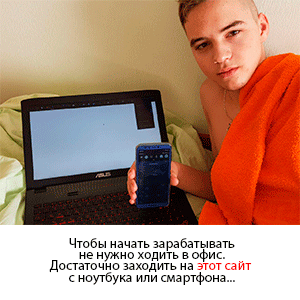 ASUS
Чтобы начать зарабатывать
не нужно ходить в офис.
Достаточно заходить на этот сайт
с ноутбука или смартфона...